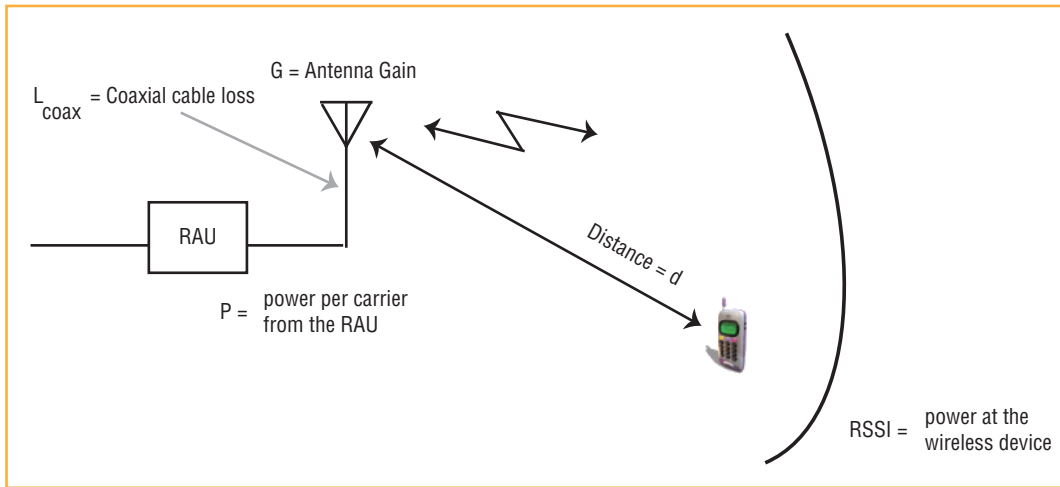 G = Antenna Gain
L coax = Coaxial cable loss
RAU
Distance = d
P = power per carrier
from the RAU
RSSI = power at the
wireless device